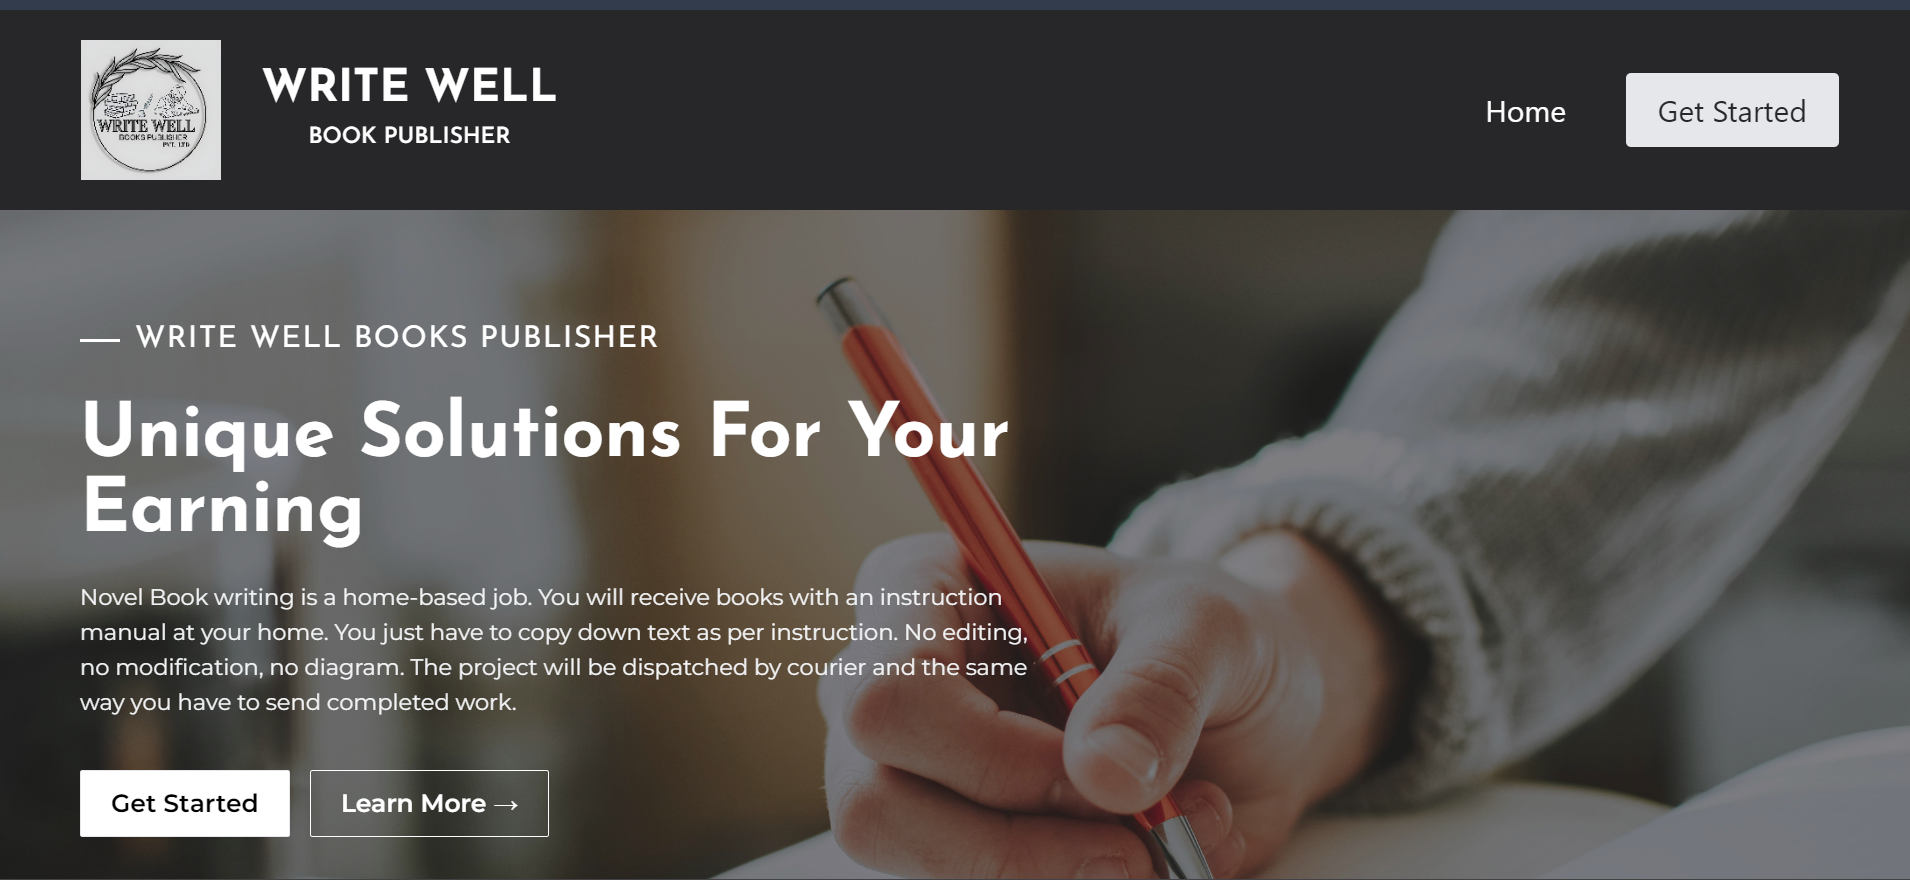 WRITE WELL
BOOKS PUBLISHER
PVT. LTD
WRITE WELL
BOOK PUBLISHER
Home
Get Started
WRITE WELL BOOKS PUBLISHER
Unique Solutions For Your
Earning
Novel Book writing is a home-based job. You will receive books with an instruction
manual at your home. You just have to copy down text as per instruction. No editing,
no modification, no diagram. The project will be dispatched by courier and the same
way you have to send completed work.
Get Started
Learn More →